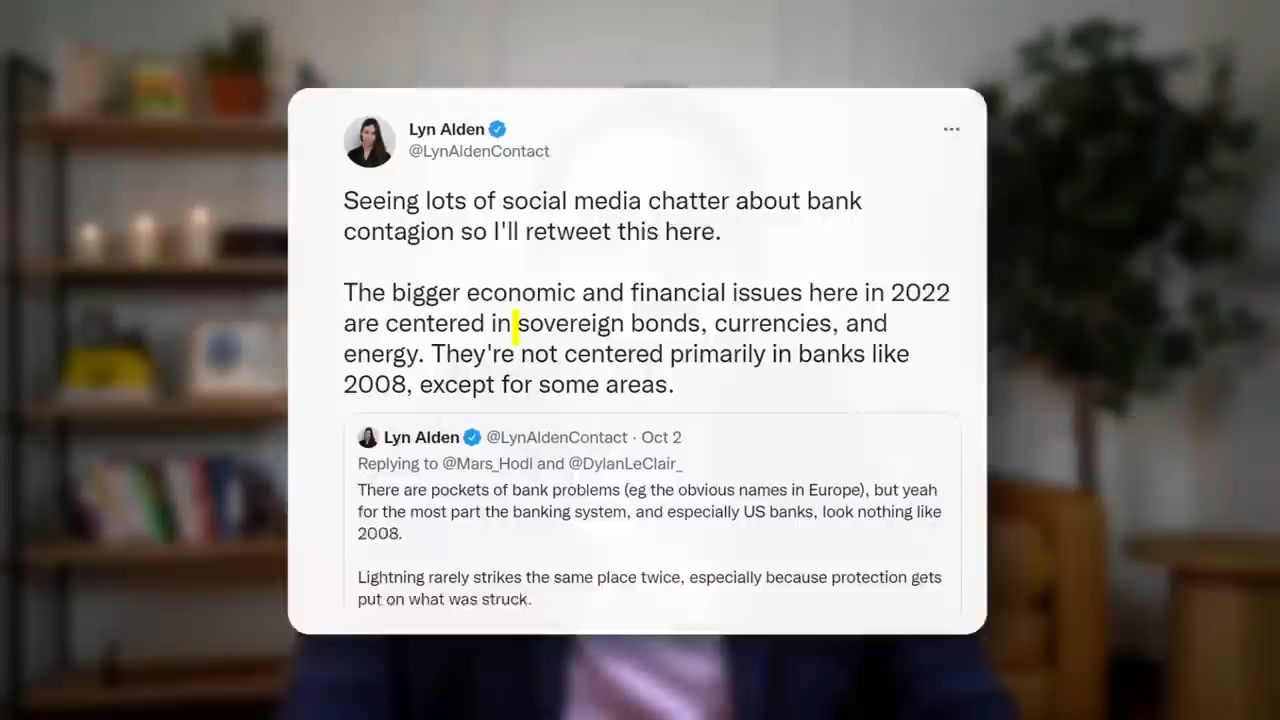 Lyn Alden
@LynAldenContact
Seeing lots of social media chatter about bank
contagion so I'll retweet this here.
The bigger economic and financial issues here in 2022
are centered in sovereign bonds, currencies, and
energy. They're not centered primarily in banks like
2008, except for some areas.
Lyn Alden @LynAldenContact · Oct 2
Replying to @Mars_Hodl and @DylanLeClair_
There are pockets of bank problems (eg the obvious names in Europe), but yeah
for the most part the banking system, and especially US banks, look nothing like
2008.
Lightning rarely strikes the same place twice, especially because protection gets
put on what was struck.